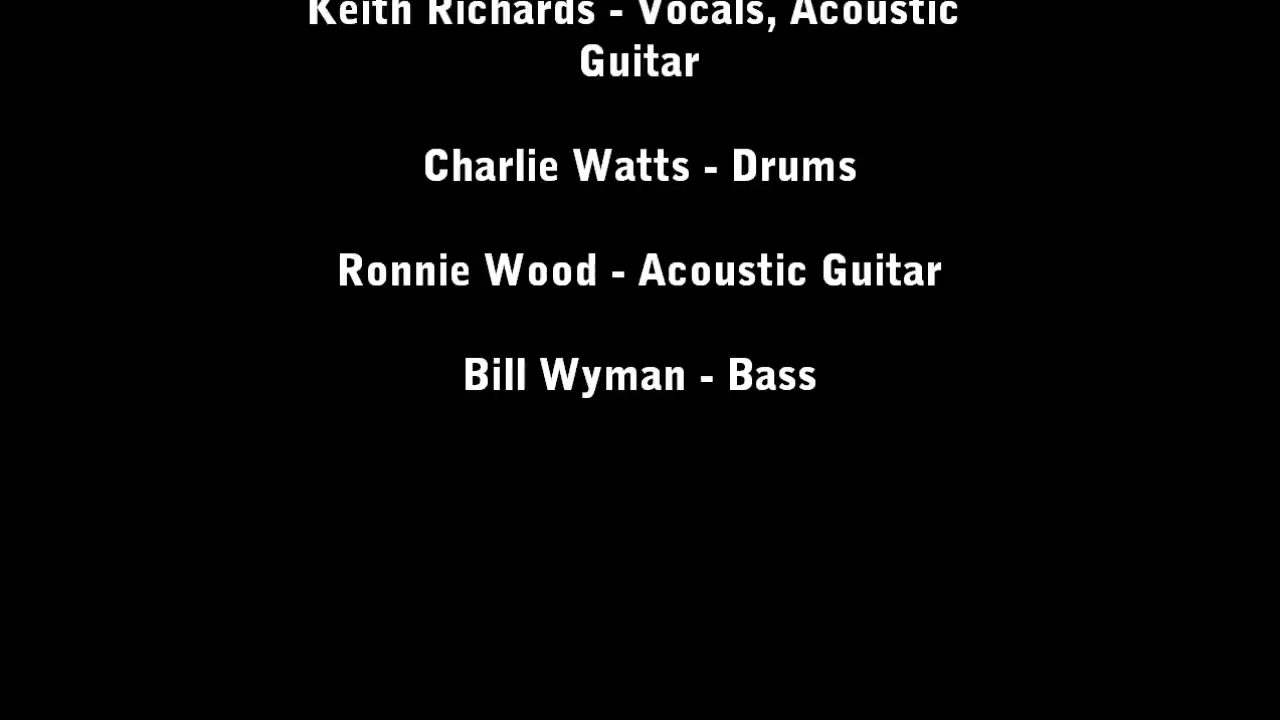 Keith Richards - Vocals, Acoustic
Guitar
Charlie Watts - Drums
Ronnie Wood - Acoustic Guitar
Bill Wyman - Bass